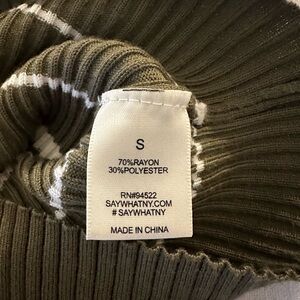 S
70%RAYON
30%POLYESTER
RN#94522
SAYWHATNY.COM
#SAYWHATNY
MADE IN CHINA